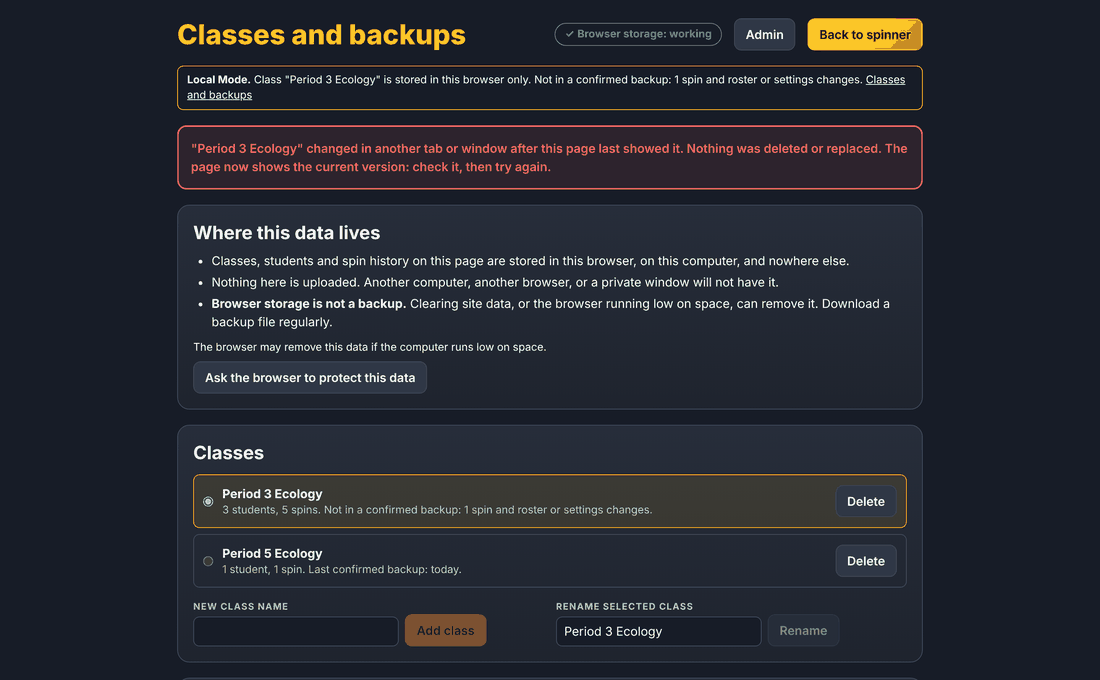 Classes and backups
✓ Browser storage: working
Admin
Back to spinner
Local Mode. Class "Period 3 Ecology" is stored in this browser only. Not in a confirmed backup: 1 spin and roster or settings changes. Classes
and backups
"Period 3 Ecology" changed in another tab or window after this page last showed it. Nothing was deleted or replaced. The
page now shows the current version: check it, then try again.
Where this data lives
• Classes, students and spin history on this page are stored in this browser, on this computer, and nowhere else.
• Nothing here is uploaded. Another computer, another browser, or a private window will not have it.
• Browser storage is not a backup. Clearing site data, or the browser running low on space, can remove it. Download a
backup file regularly.
The browser may remove this data if the computer runs low on space.
Ask the browser to protect this data
Classes
Period 3 Ecology
3 students, 5 spins. Not in a confirmed backup: 1 spin and roster or settings changes.
Delete
Period 5 Ecology
1 student, 1 spin. Last confirmed backup: today.
Delete
NEW CLASS NAME
Add class
RENAME SELECTED CLASS
Period 3 Ecology
Rename